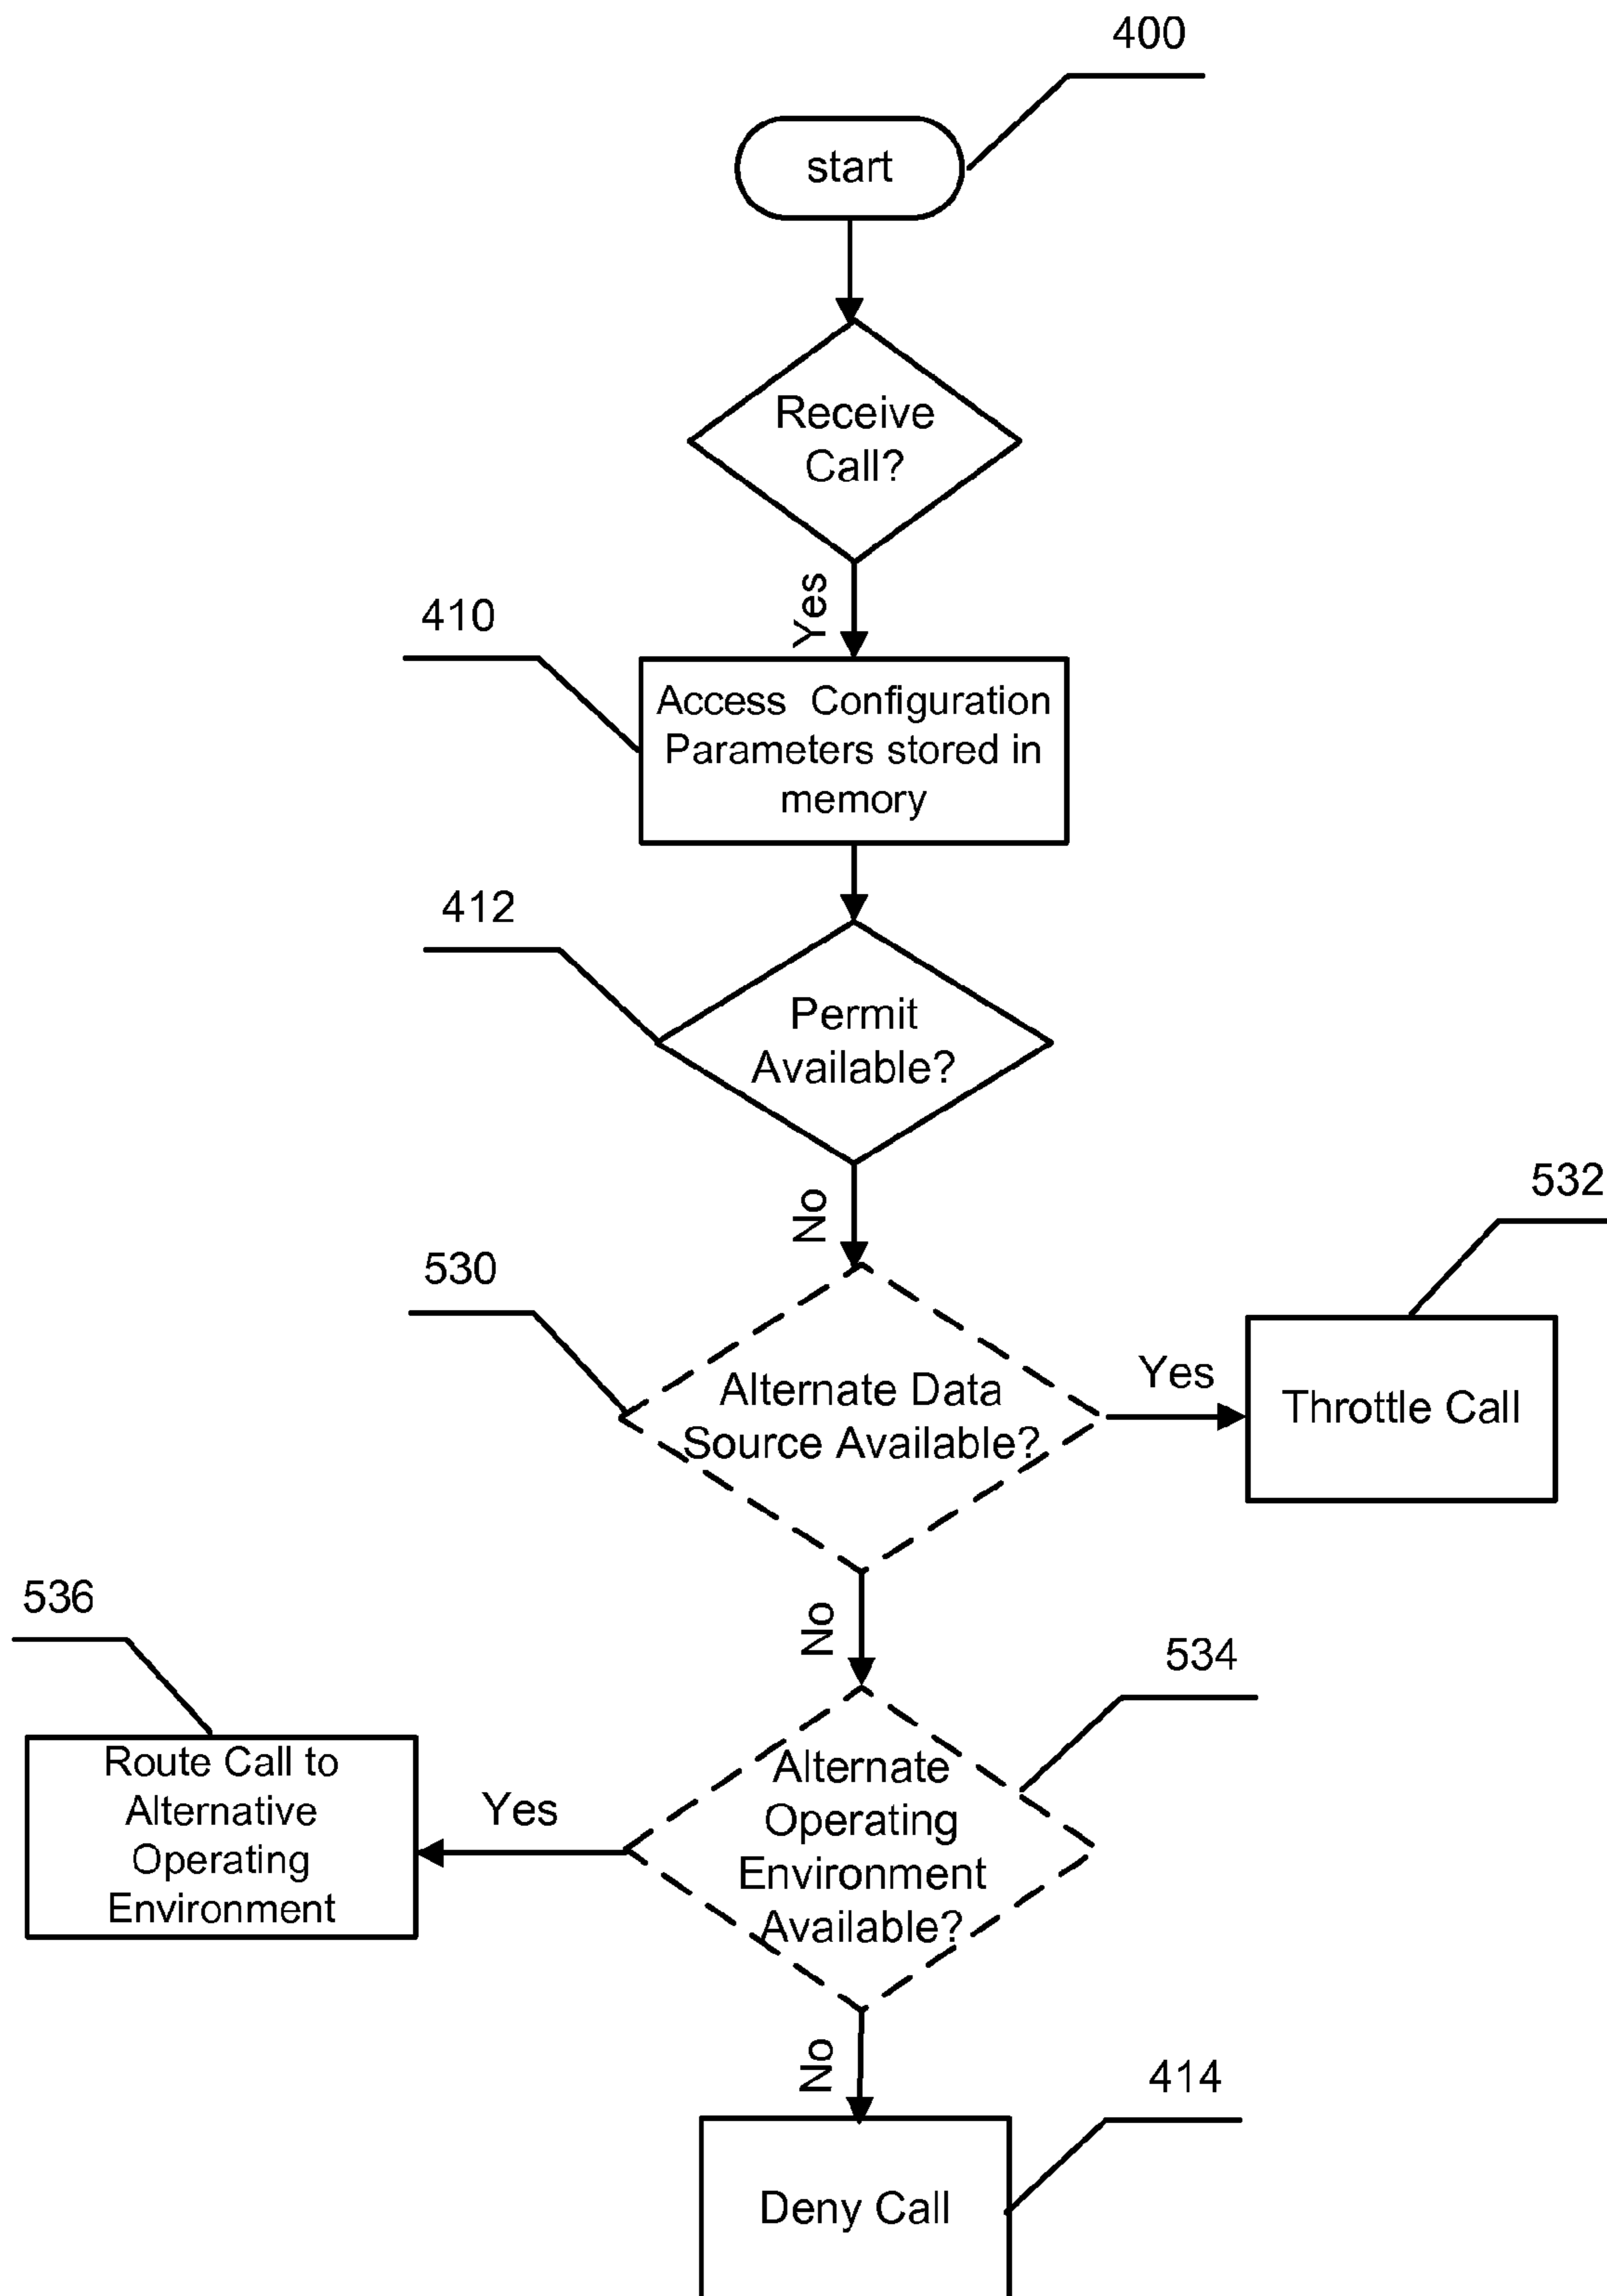 400
start
Receive
Call?
Yes
410
Access Configuration
Parameters stored in
memory
412
Permit
Available?
No
532
530
Alternate Data
Source Available?
Yes
Throttle Call
No
536
534
Route Call to
Alternative
Operating
Environment
Yes
Alternate
Operating
Environment
Available?
No
414
Deny Call